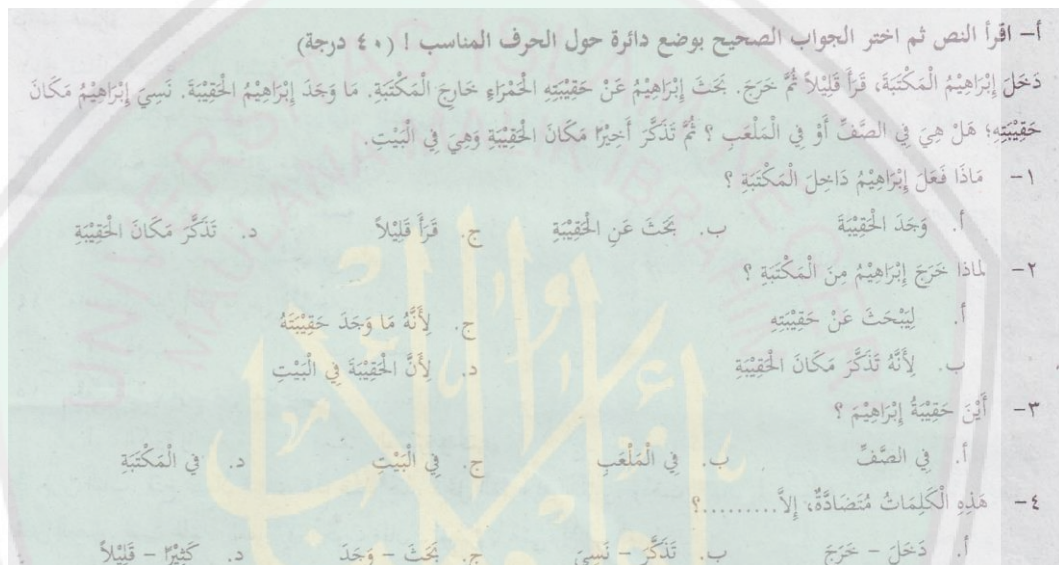 أ- اقرأ النص ثم اختر الجواب الصحيح بوضع دائرة حول الحرف المناسب ! (٤٠ درجة)
دَخَلَ إِبْرَاهِيْمُ الْمَكْتَبَةَ، قَرَأَ قَلِيْلاً ثُمَّ خَرَجَ. بَحَثَ إِبْرَاهِيْمُ عَنْ حَقِيْبَتِهِ الْحَمْرَاءِ خَارِجَ الْمَكْتَبَةِ. مَا وَجَدَ إِبْرَاهِيْمُ الْحَقِيْبَةَ. نَسِيَ إِبْرَاهِيْمُ مَكَانَ
حَقِيْبَتِهِ؛ هَلْ هِيَ فِي الصَّفِّ أَوْ فِي الْمَلْعَبِ ؟ ثُمَّ تَذَكَّرَ أَخِيْرًا مَكَانَ الْحَقِيْبَةِ وَهِيَ فِي الْبَيْتِ.
١- مَاذَا فَعَلَ إِبْرَاهِيْمُ دَاخِلَ الْمَكْتَبَةِ ؟
أ. وَجَدَ الْحَقِيْبَةَ ب. بَحَثَ عَنِ الْحَقِيْبَةِ ج. قَرَأَ قَلِيْلاً د. تَذَكَّرَ مَكَانَ الْحَقِيْبَةِ
٢- لماذا خَرَجَ إِبْرَاهِيْمُ مِنَ الْمَكْتَبَةِ ؟
أ. لِيَبْحَثَ عَنْ حَقِيْبَتِهِ ج. لِأَنَّهُ مَا وَجَدَ حَقِيْبَتَهُ
ب. لِأَنَّهُ تَذَكَّرَ مَكَانَ الْحَقِيْبَةِ د. لِأَنَّ الْحَقِيْبَةَ فِي الْبَيْتِ
٣- أَيْنَ حَقِيْبَةُ إِبْرَاهِيْمَ ؟
أ. فِي الصَّفِّ ب. فِي الْمَلْعَبِ ج. فِي الْبَيْتِ د. فِي الْمَكْتَبَةِ
٤- هَذِهِ الْكَلِمَاتُ مُتَضَادَّةٌ، إِلاَّ.........؟
أ. دَخَلَ - خَرَجَ ب. تَذَكَّرَ - نَسِيَ ج. بَحَثَ - وَجَدَ د. كَثِيْرًا - قَلِيْلاً